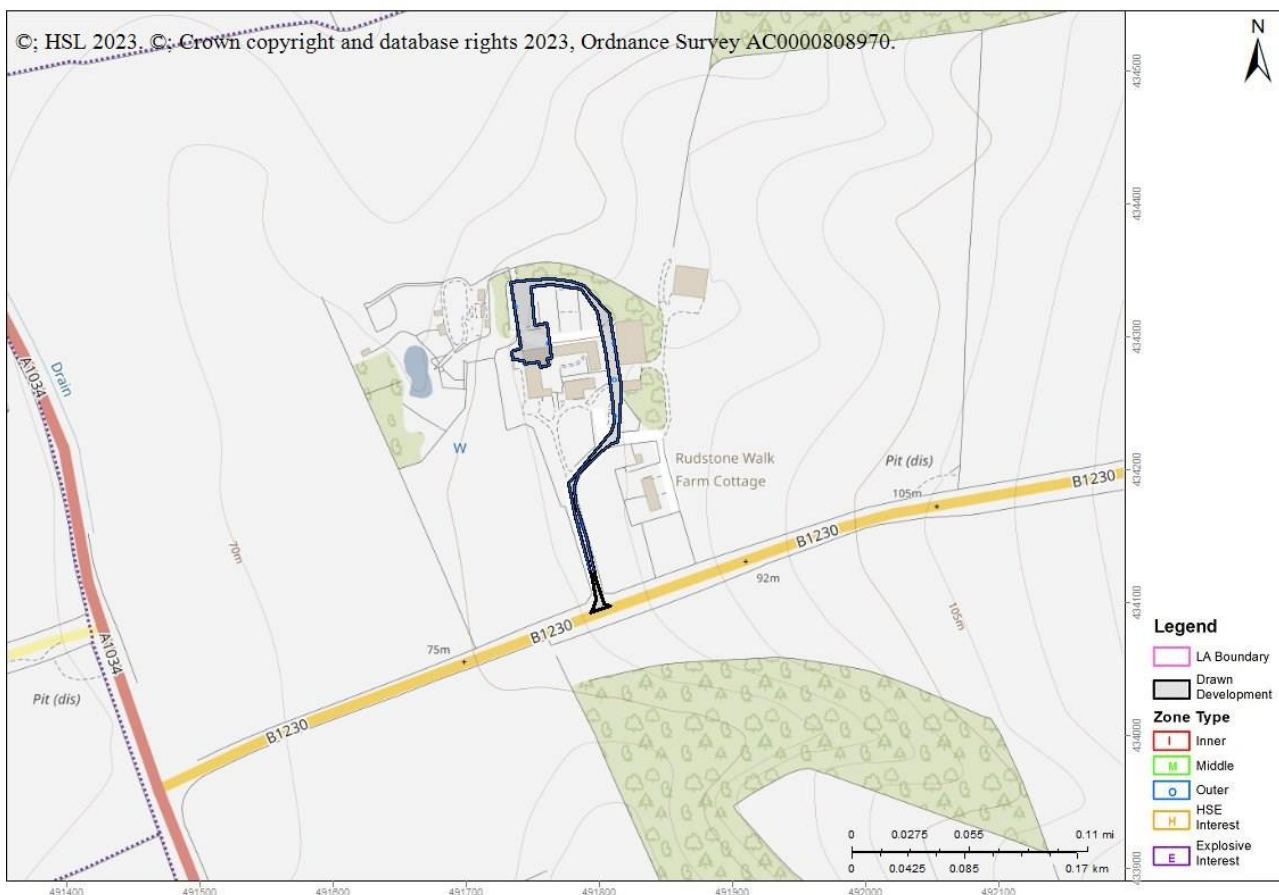 ©; HSL 2023, ©; Crown copyright and database rights 2023, Ordnance Survey AC0000808970.
N
434500
434400
434300
A1034
Drain
W
Rudstone Walk
Farm Cottage
Pit (dis)
105m
B1230
434200
70m
B1230
92m
434100
A1034
75m
B1230
105m
Pit (dis)
B1230
434000
433900
Legend
LA Boundary
Drawn
Development
Zone Type
I Inner
M Middle
O Outer
H HSE
Interest
E Explosive
Interest
0 0.0275 0.055 0.11 mi
0 0.0425 0.085 0.17 km
491400 491500 491600 491700 491800 491900 492000 492100